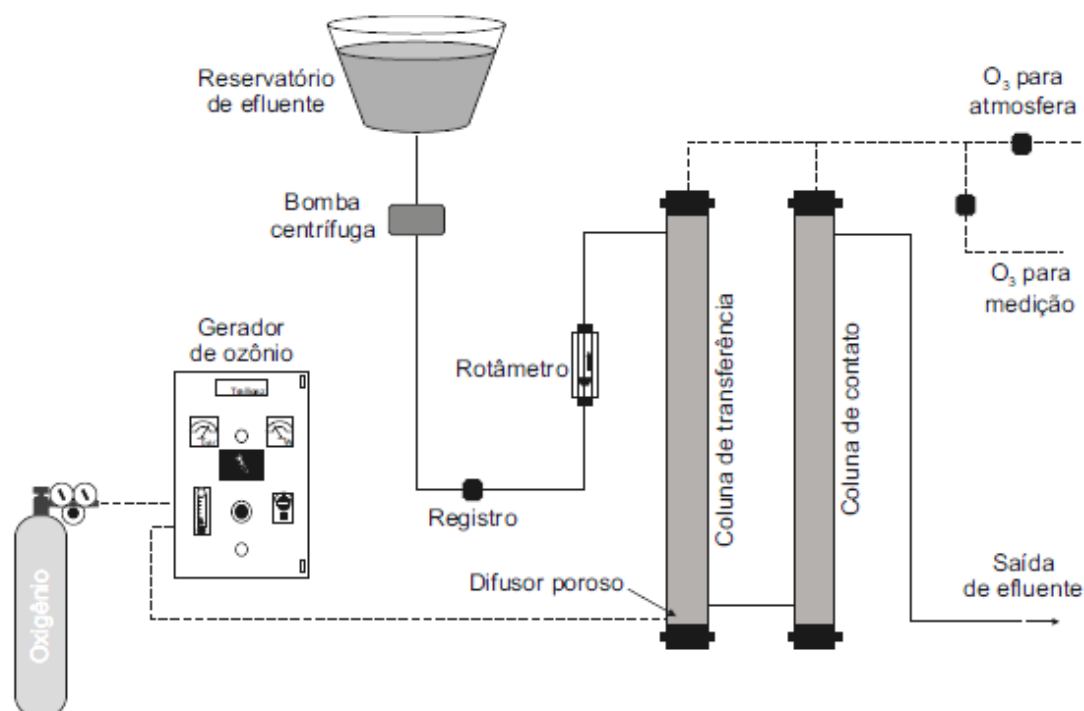 Reservatório
de efluente
O₃ para
atmosfera
Bomba
centrífuga
O₃ para
medição
Gerador
de ozônio
Rotâmetro
Coluna de transferência
Coluna de contato
Registro
Difusor poroso
Saída
de efluente
Oxigênio